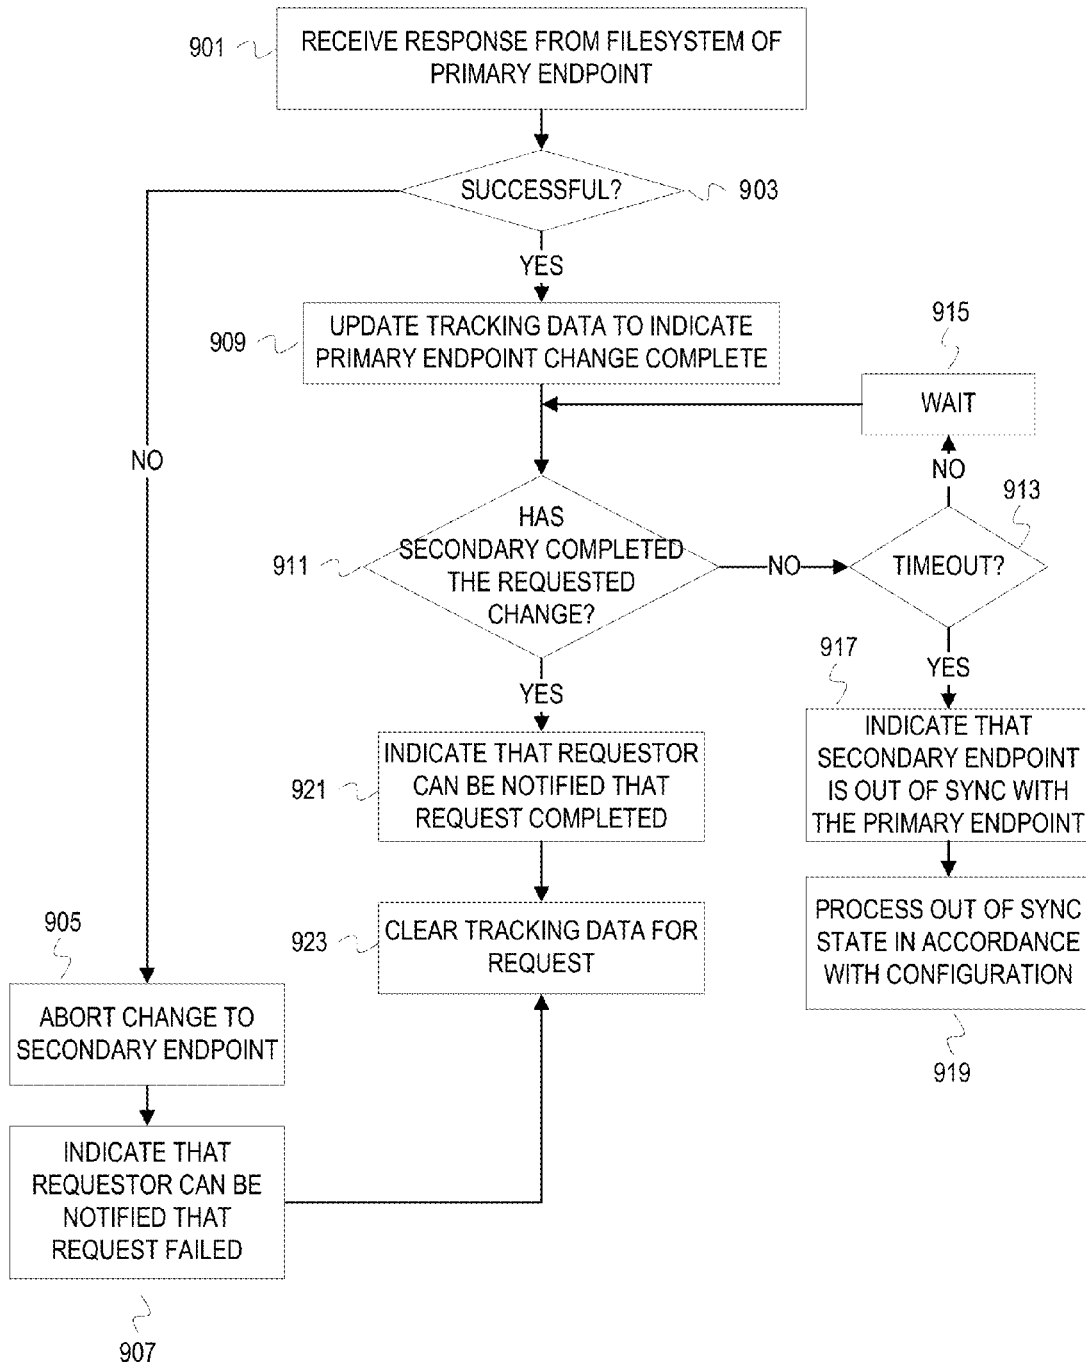 901
RECEIVE RESPONSE FROM FILESYSTEM OF
PRIMARY ENDPOINT
SUCCESSFUL?
903
YES
NO
909
UPDATE TRACKING DATA TO INDICATE
PRIMARY ENDPOINT CHANGE COMPLETE
915
WAIT
NO
913
911
HAS
SECONDARY COMPLETED
THE REQUESTED
CHANGE?
NO
TIMEOUT?
917
YES
YES
921
INDICATE THAT REQUESTOR
CAN BE NOTIFIED THAT
REQUEST COMPLETED
INDICATE THAT
SECONDARY ENDPOINT
IS OUT OF SYNC WITH
THE PRIMARY ENDPOINT
923
CLEAR TRACKING DATA FOR
REQUEST
PROCESS OUT OF SYNC
STATE IN ACCORDANCE
WITH CONFIGURATION
919
905
ABORT CHANGE TO
SECONDARY ENDPOINT
INDICATE THAT
REQUESTOR CAN BE
NOTIFIED THAT
REQUEST FAILED
907